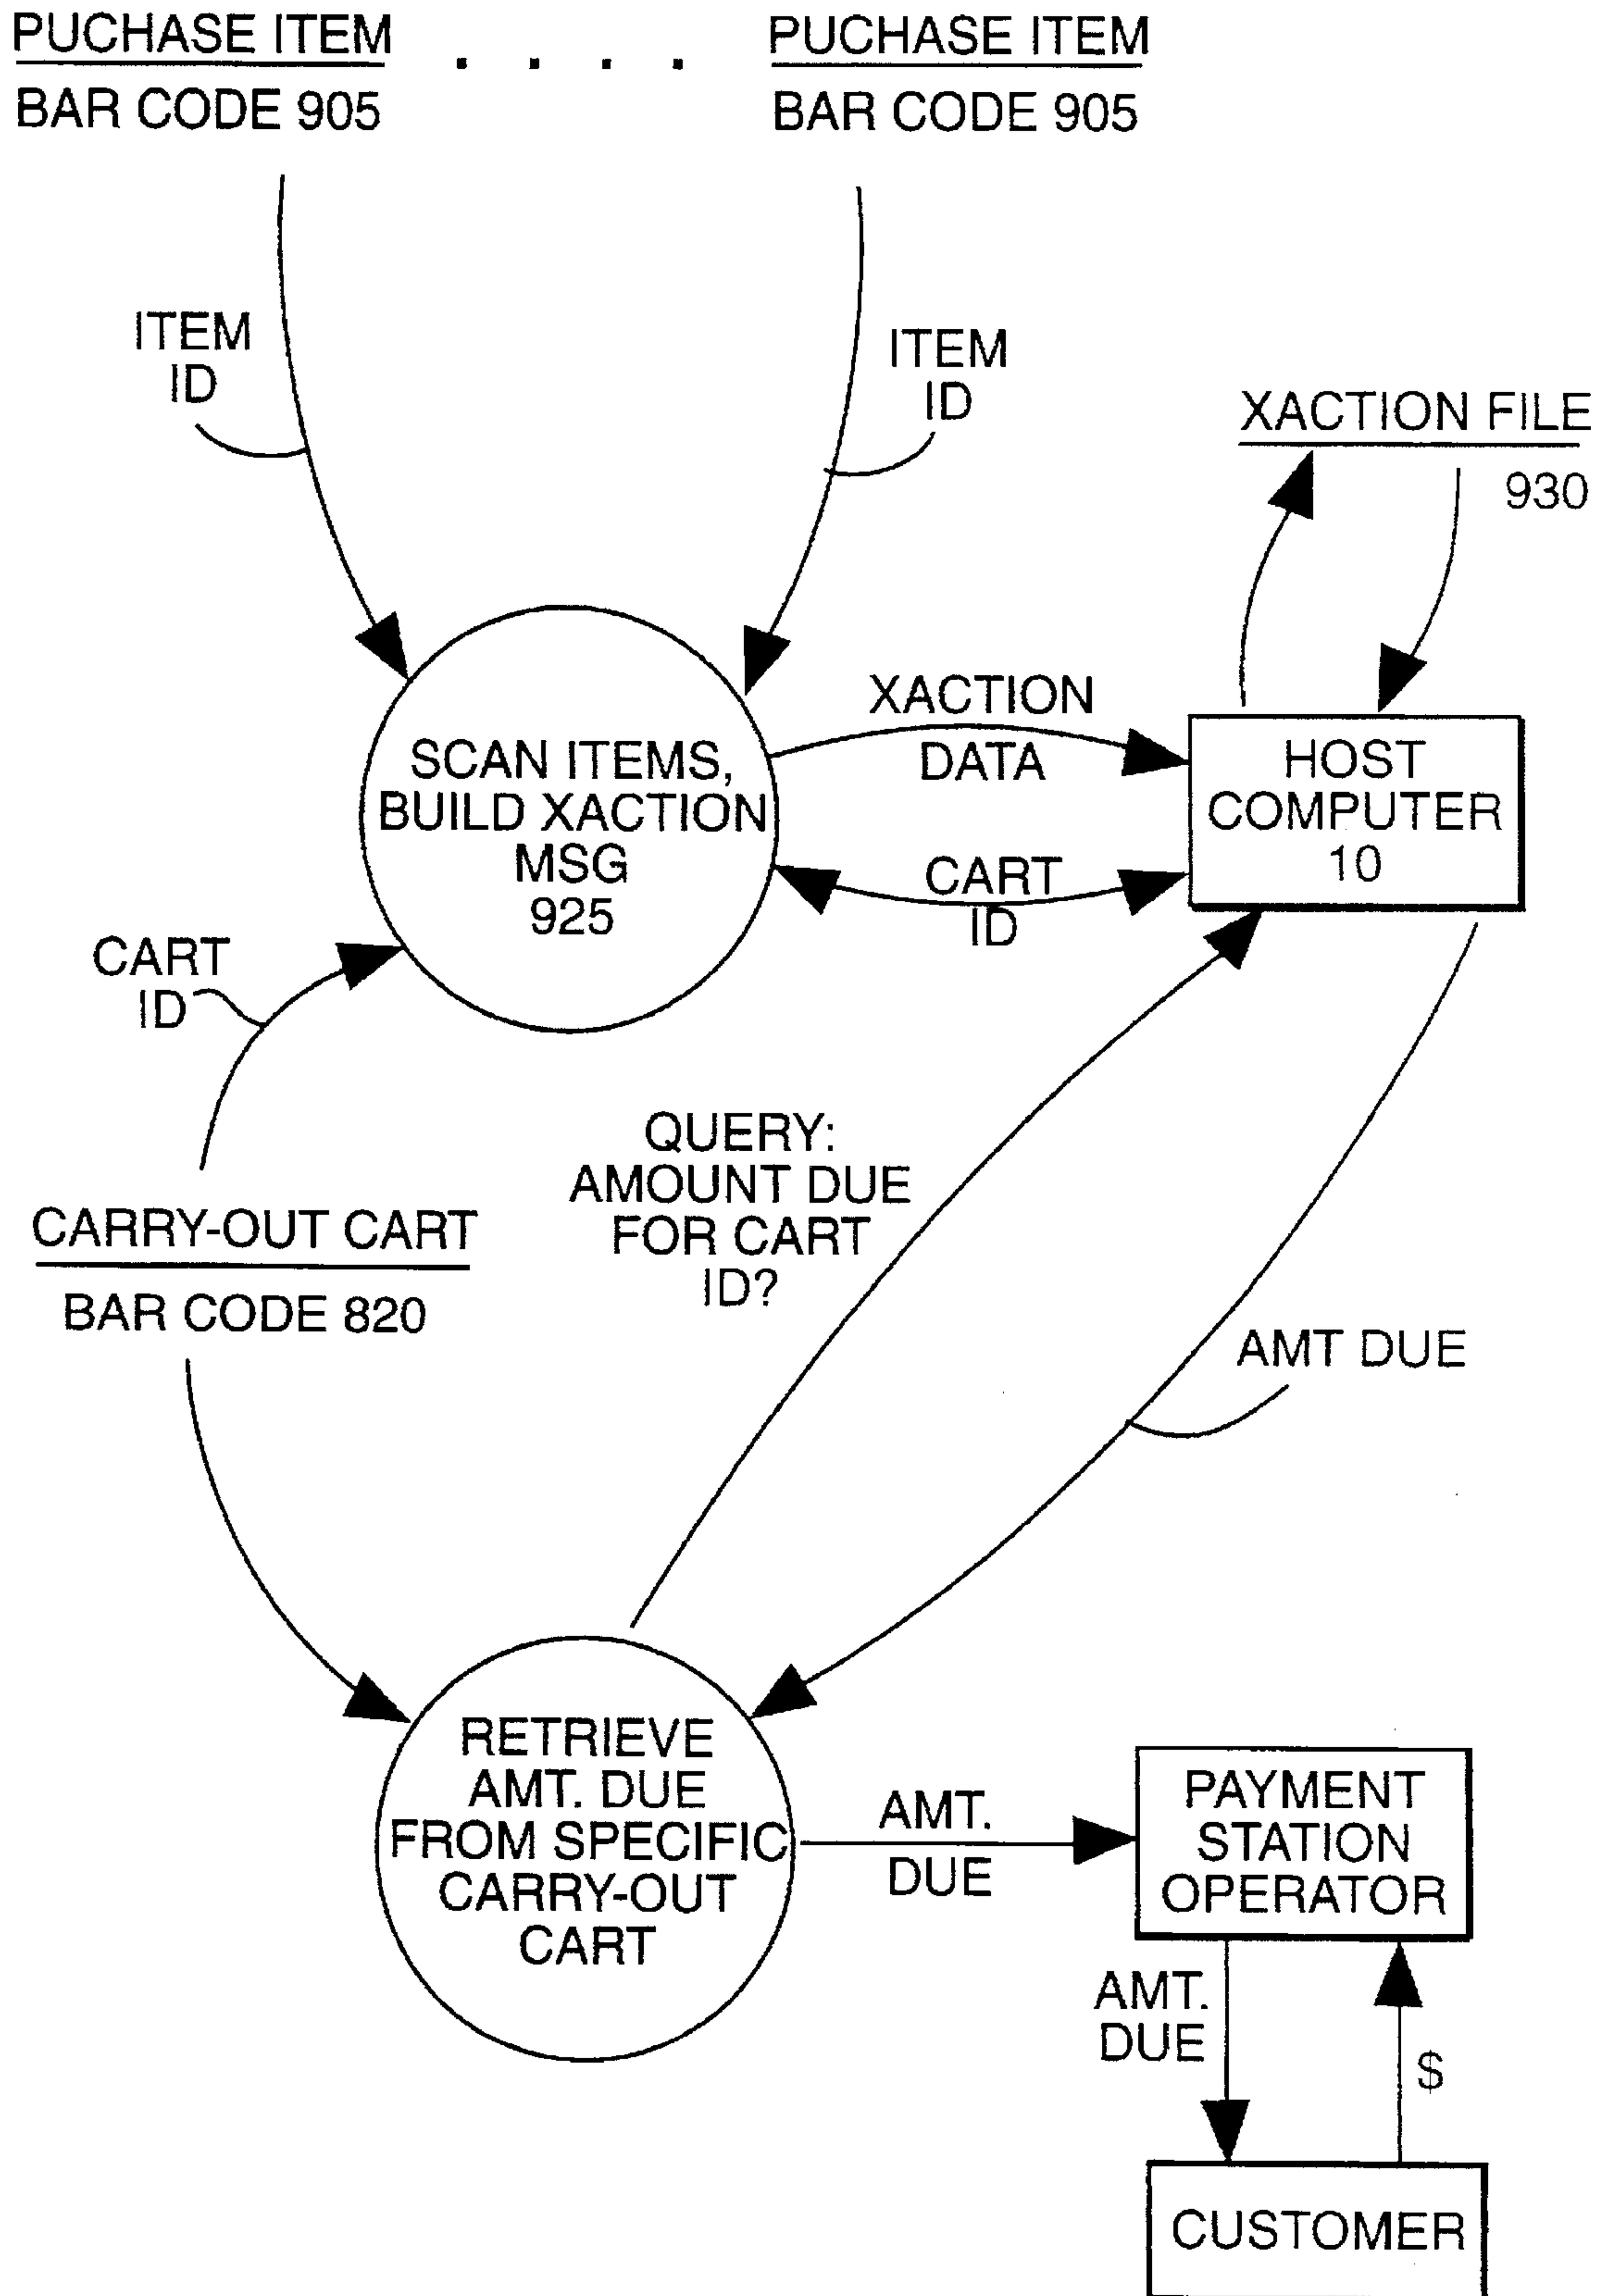 PUCHASE ITEM . . . . PUCHASE ITEM
BAR CODE 905
BAR CODE 905
ITEM
ID
ITEM
ID
XACTION FILE
930
SCAN ITEMS,
BUILD XACTION
MSG
925
XACTION
DATA
CART
ID
HOST
COMPUTER
10
CART
ID
CARRY-OUT CART
BAR CODE 820
QUERY:
AMOUNT DUE
FOR CART
ID?
AMT DUE
RETRIEVE
AMT. DUE
FROM SPECIFIC
CARRY-OUT
CART
AMT.
DUE
PAYMENT
STATION
OPERATOR
AMT.
DUE
$
CUSTOMER